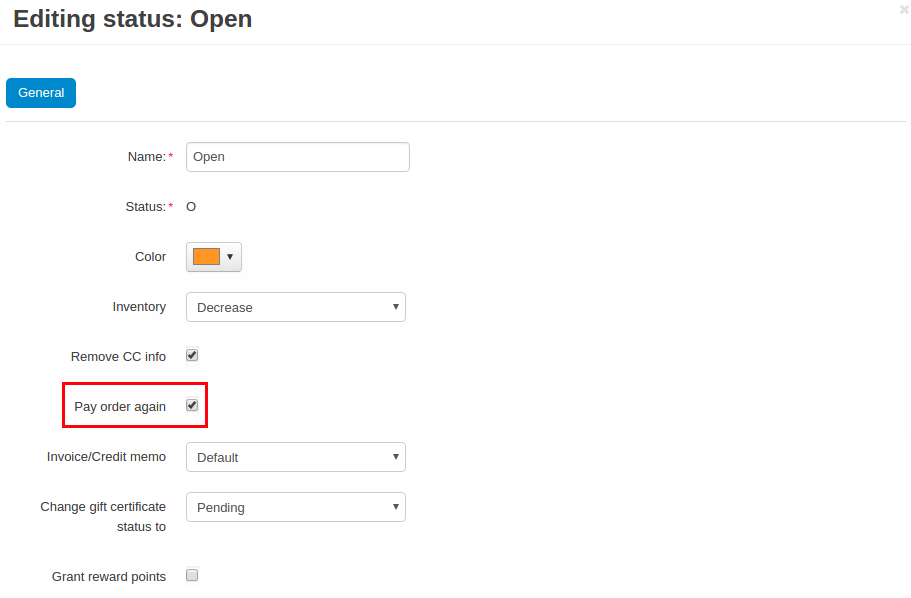 Editing status: Open
General
Name:*
Open
Status:*
O
Color
Inventory
Decrease
Remove CC info
Pay order again
Invoice/Credit memo
Default
Change gift certificate
status to
Pending
Grant reward points